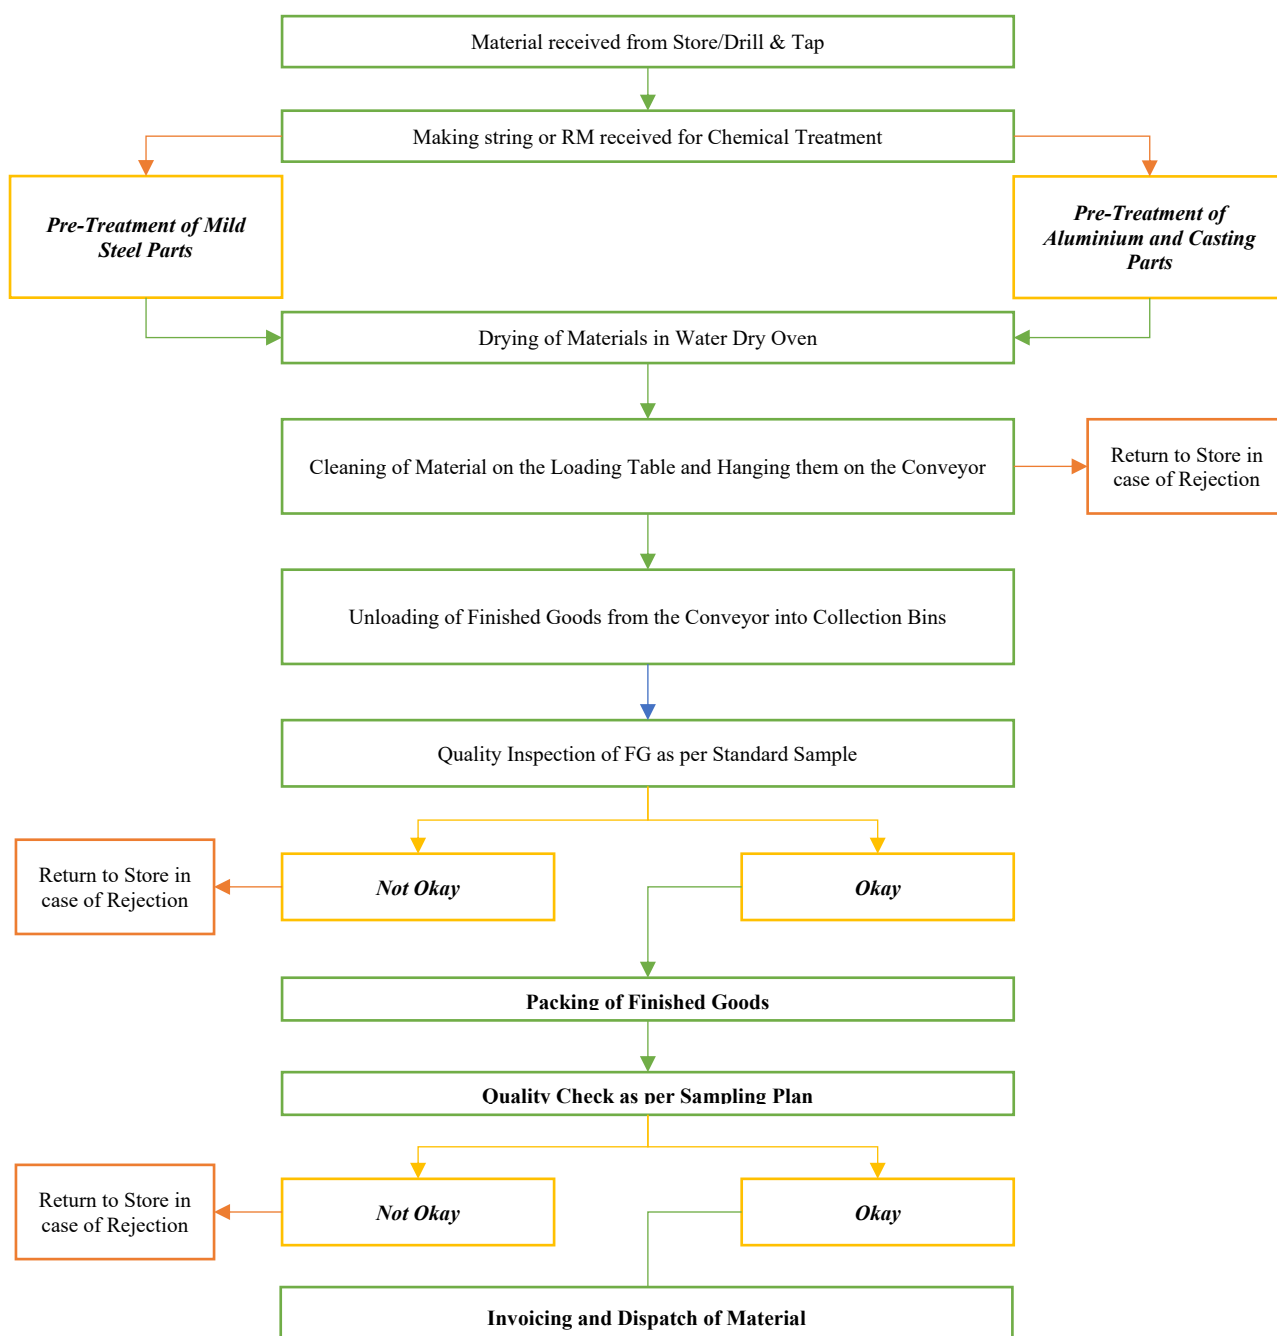 Material received from Store/Drill & Tap
Making string or RM received for Chemical Treatment
Pre-Treatment of Mild
Steel Parts
Pre-Treatment of
Aluminium and Casting
Parts
Drying of Materials in Water Dry Oven
Cleaning of Material on the Loading Table and Hanging them on the Conveyor
Return to Store in
case of Rejection
Unloading of Finished Goods from the Conveyor into Collection Bins
Quality Inspection of FG as per Standard Sample
Return to Store in
case of Rejection
Not Okay
Okay
Packing of Finished Goods
Quality Check as per Sampling Plan
Return to Store in
case of Rejection
Not Okay
Okay
Invoicing and Dispatch of Material